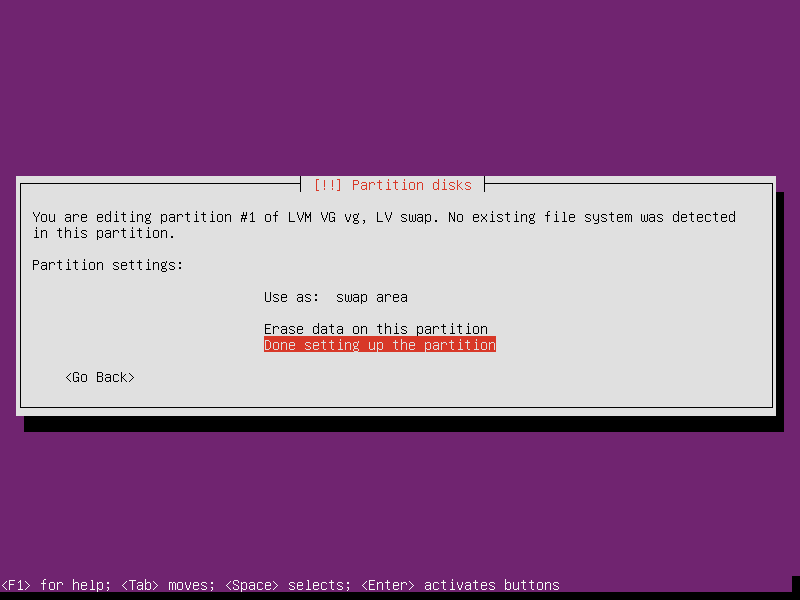 [!!] Partition disks
You are editing partition #1 of LVM VG vg, LV swap. No existing file system was detected
in this partition.
Partition settings:
Use as:  swap area
Erase data on this partition
Done setting up the partition
<Go Back>
<F1> for help; <Tab> moves; <Space> selects; <Enter> activates buttons